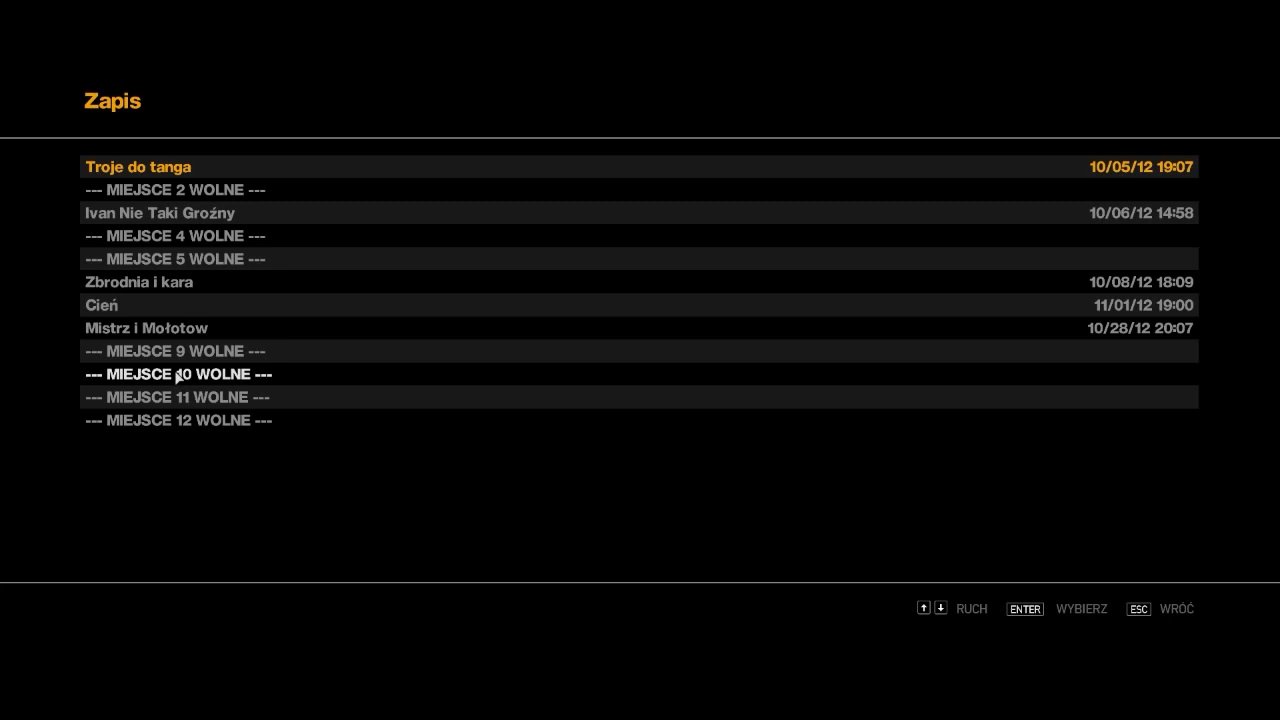 Zapis
Troje do tanga 10/05/12 19:07
--- MIEJSCE 2 WOLNE ---
Ivan Nie Taki Groźny 10/06/12 14:58
--- MIEJSCE 4 WOLNE ---
--- MIEJSCE 5 WOLNE ---
Zbrodnia i kara 10/08/12 18:09
Cień 11/01/12 19:00
Mistrz i Mołotow 10/28/12 20:07
--- MIEJSCE 9 WOLNE ---
--- MIEJSCE 10 WOLNE ---
--- MIEJSCE 11 WOLNE ---
--- MIEJSCE 12 WOLNE ---
RUCH ENTER WYBIERZ ESC WRÓĆ